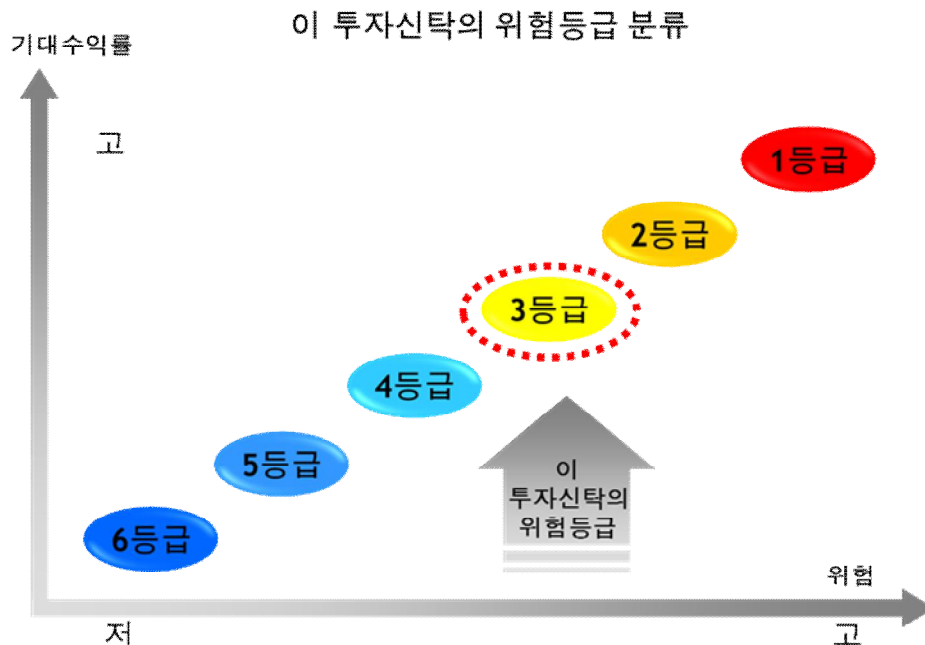 이 투자신탁의 위험등급 분류
기대수익률
고
1등급
2등급
3등급
4등급
5등급
6등급
이
투자신탁의
위험등급
위험
저
고